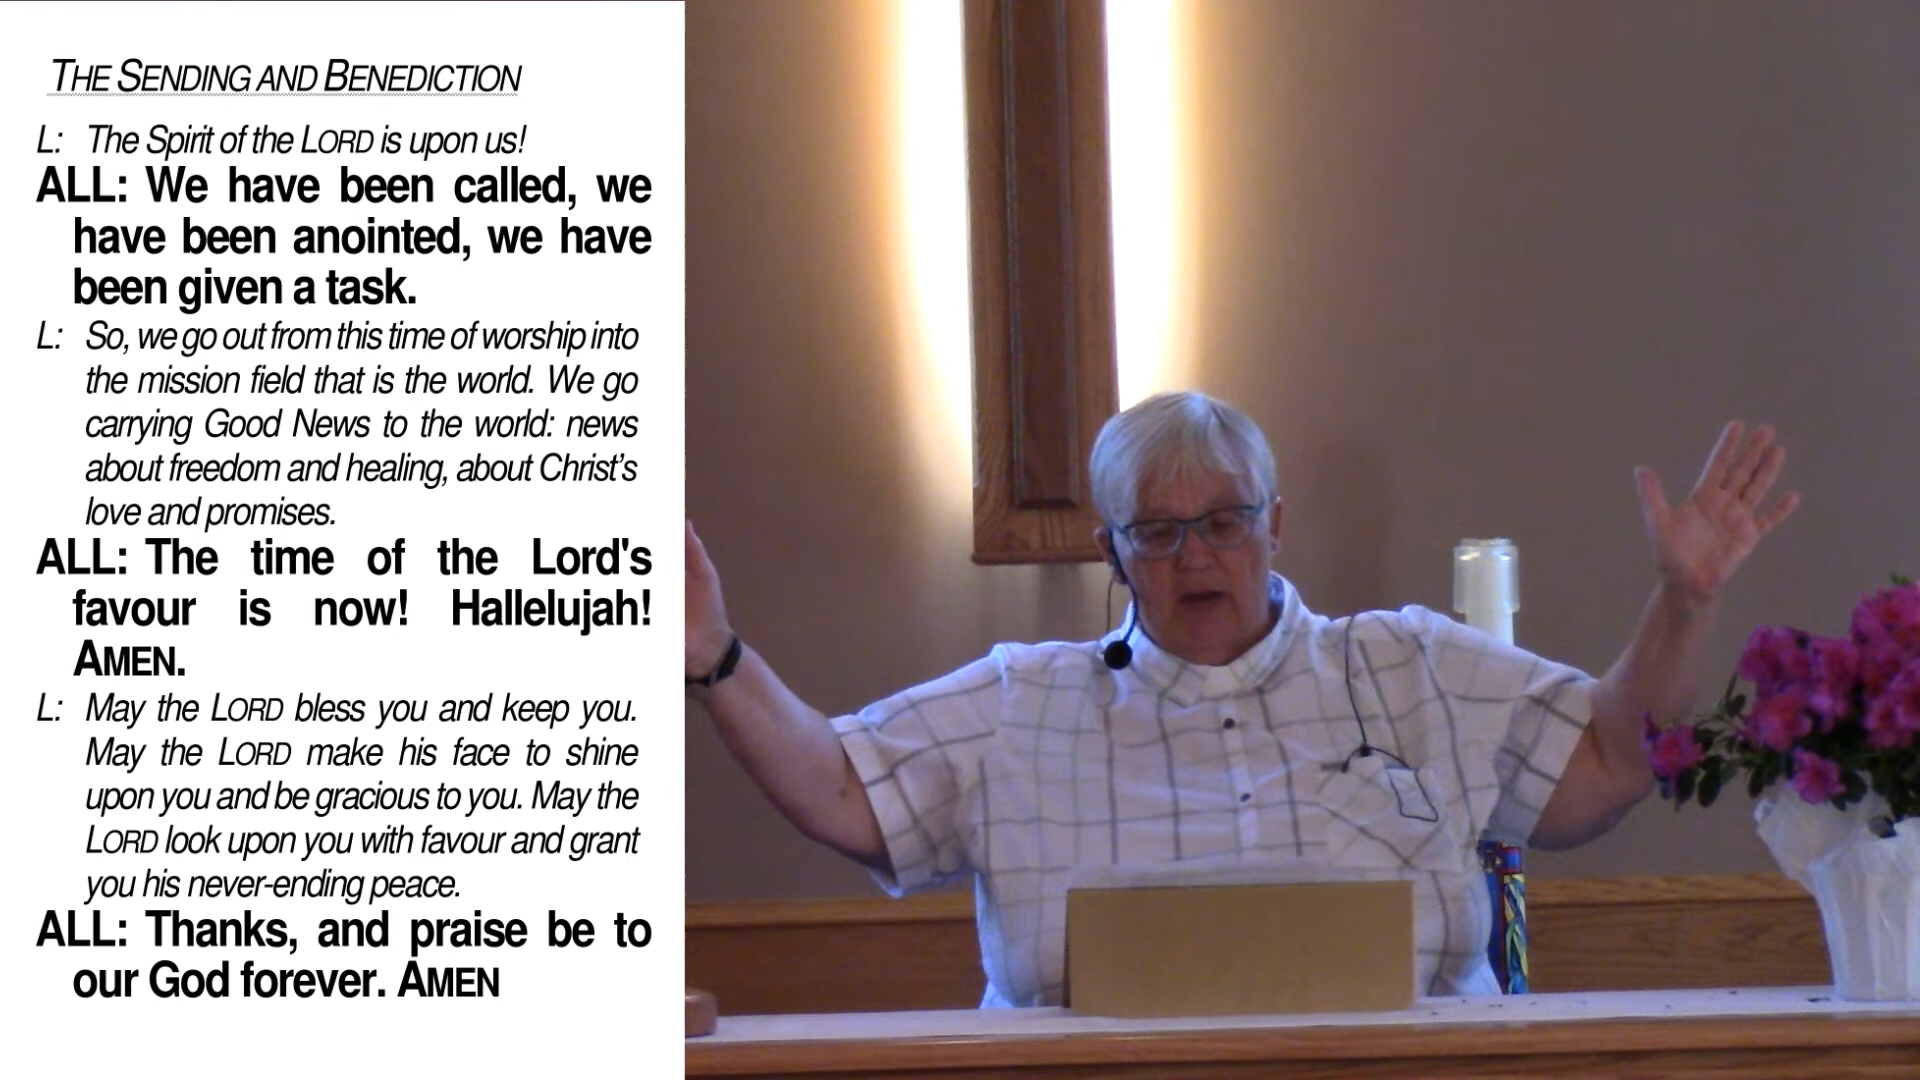 THE SENDING AND BENEDICTION
L: The Spirit of the LORD is upon us!
ALL: We have been called, we
have been anointed, we have
been given a task.
L: So, we go out from this time of worship into
the mission field that is the world. We go
carrying Good News to the world: news
about freedom and healing, about Christ’s
love and promises.
ALL: The time of the Lord's
favour is now! Hallelujah!
AMEN.
L: May the LORD bless you and keep you.
May the LORD make his face to shine
upon you and be gracious to you. May the
LORD look upon you with favour and grant
you his never-ending peace.
ALL: Thanks, and praise be to
our God forever. AMEN